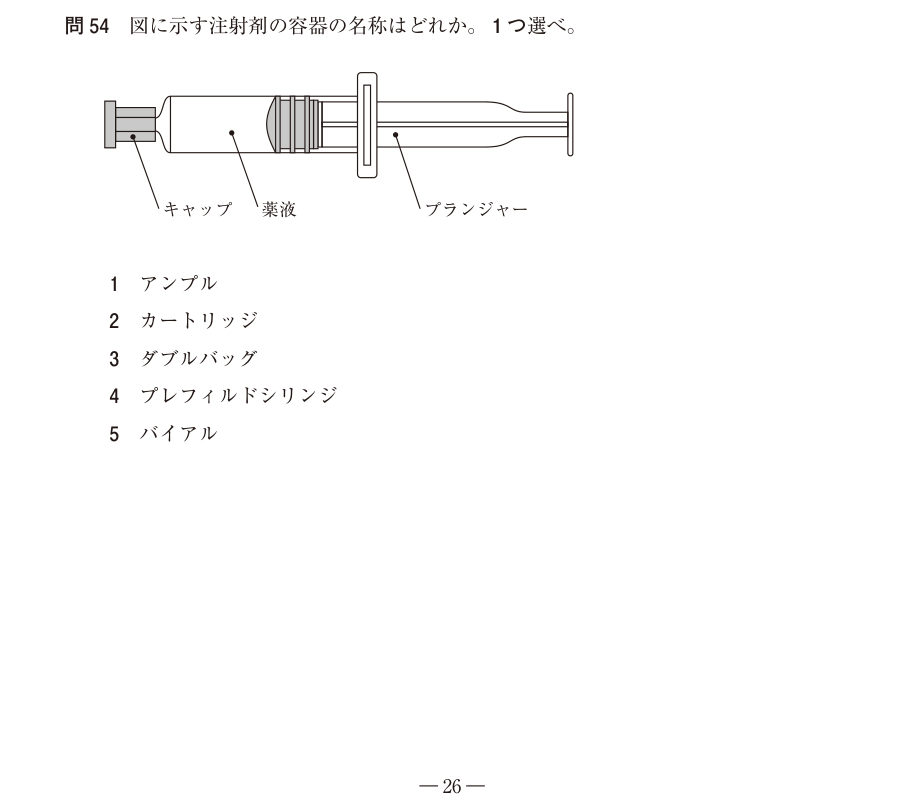 問 54 図に示す注射剤の容器の名称はどれか。1つ選べ。
キャップ 薬液 プランジャー
1 アンプル
2 カートリッジ
3 ダブルバッグ
4 プレフィルドシリンジ
5 バイアル
— 26 —